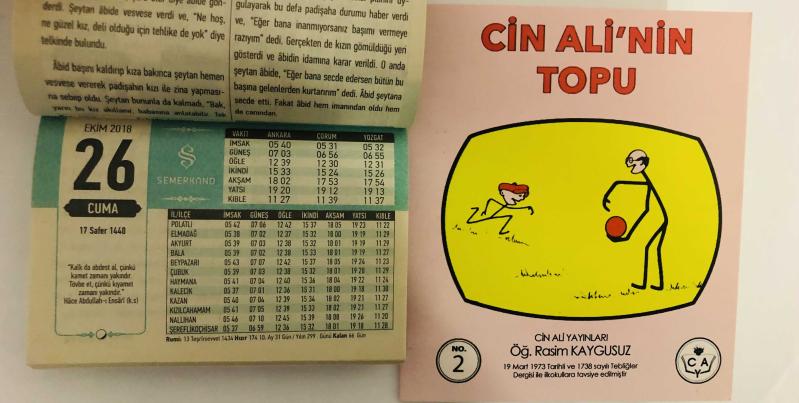 derdi. Şeytan âbide vesvese verdi ve, "Ne hoş,
ne güzel kız, deli olduğu için tehlike de yok" diye
telkinde bulundu.
Âbid başını kaldırıp kıza bakınca şeytan hemen
vesvese vererek padişahın kızı ile zina yapması-
na sebep oldu. Şeytan bununla da kalmadı, "Bak,
uygulayarak bu defa padişaha durumu haber verdi
ve, "Eğer bana inanmıyorsanız başımı vermeye
razıyım" dedi. Gerçekten de kızın gömüldüğü yeri
gösterdi ve âbidin idamına karar verildi. O anda
şeytan âbide, "Eğer bana secde edersen bütün bu
başına gelenlerden kurtarırım" dedi. Âbid şeytana
secde etti. Fakat âbid hem imanından oldu hem
de canından.
EKİM 2018
26
CUMA
17 Safer 1440
"Kalk da abdest al, çünkü
kamet zamanı yakındır.
Tövbe et, çünkü kıyamet
zamanı yakındır."
Hâce Abdullah-ı Ensârî (k.s)
SEMERKAND
VAKİT ANKARA ÇORUM YOZGAT
İMSAK 05 40 05 31 05 32
GÜNEŞ 07 03 06 56 06 55
ÖĞLE 12 39 12 30 12 31
İKİNDİ 15 33 15 24 15 26
AKŞAM 18 02 17 53 17 54
YATSI 19 20 19 12 19 13
KIBLE 11 27 11 39 11 37
İL/İLÇE İMSAK GÜNEŞ ÖĞLE İKİNDİ AKŞAM YATSI KIBLE
POLATLI 05 42 07 06 12 42 15 37 18 05 19 23 11 22
ELMADAĞ 05 38 07 02 12 37 15 32 18 00 19 19 11 29
AKYURT 05 39 07 03 12 38 15 32 18 01 19 19 11 29
BALA 05 39 07 02 12 38 15 33 18 01 19 19 11 27
BEYPAZARI 05 43 07 07 12 42 15 37 18 05 19 24 11 23
ÇUBUK 05 39 07 03 12 38 15 32 18 01 19 20 11 29
HAYMANA 05 41 07 04 12 40 15 36 18 04 19 22 11 24
KALECİK 05 37 07 01 12 36 15 31 18 00 19 18 11 30
KAZAN 05 40 07 04 12 39 15 34 18 02 19 21 11 27
KIZILCAHAMAM 05 41 07 05 12 39 15 33 18 02 19 21 11 27
NALLIHAN 05 46 07 10 12 45 15 39 18 08 19 26 11 20
ŞEREFLİKOÇHİSAR 05 37 06 59 12 36 15 32 18 01 19 18 11 28
Rumi: 13 Teşrînievvel 1434 Hızır 174 10. Ay 31 Gün / Yılın 299. Günü Kalan 66 Gün
CİN ALİ'NİN
TOPU
NO.
2
CİN ALİ YAYINLARI
Öğ. Rasim KAYGUSUZ
19 Mart 1973 Tarihli ve 1738 sayılı Tebliğler
Dergisi ile ilkokullara tavsiye edilmiştir
C A
Y